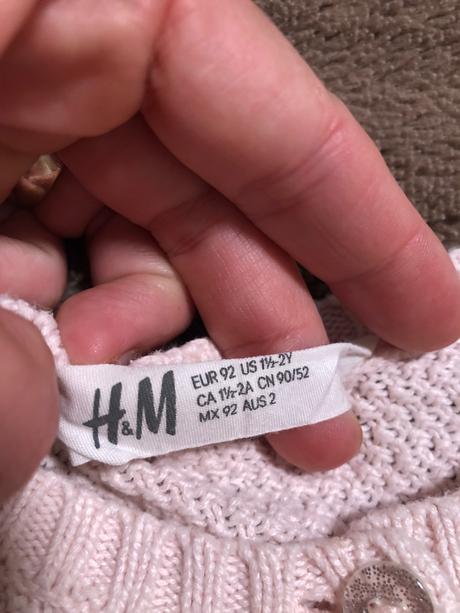 H&M
EUR 92 US 1½-2Y
CA 1½-2A CN 90/52
MX 92 AUS 2